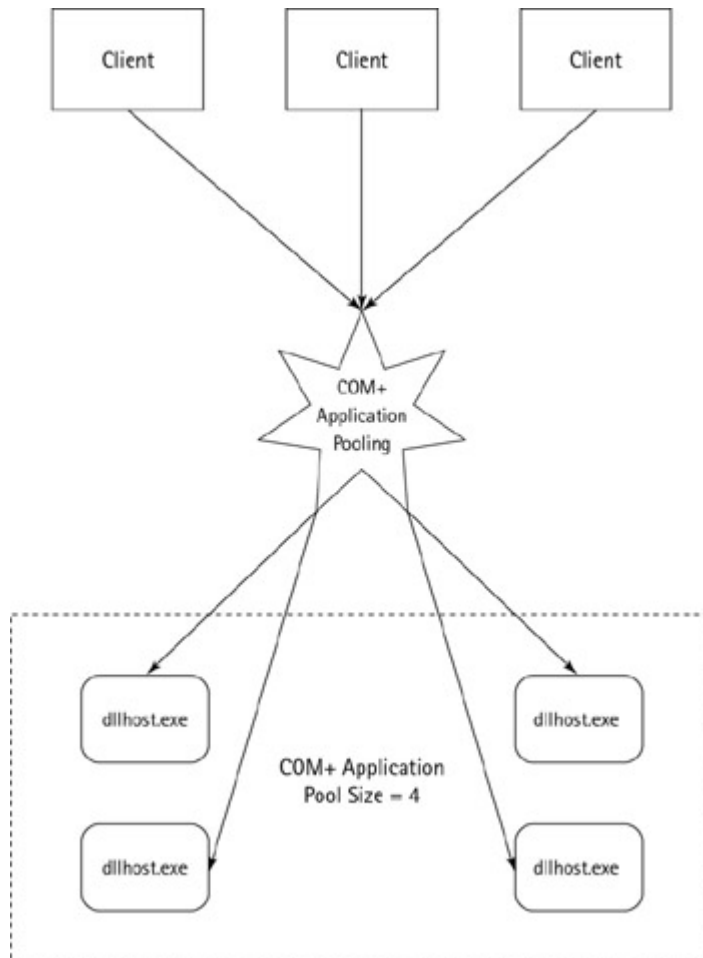 Client
Client
Client
COM+
Application
Pooling
dllhost.exe
dllhost.exe
COM+ Application
Pool Size = 4
dllhost.exe
dllhost.exe